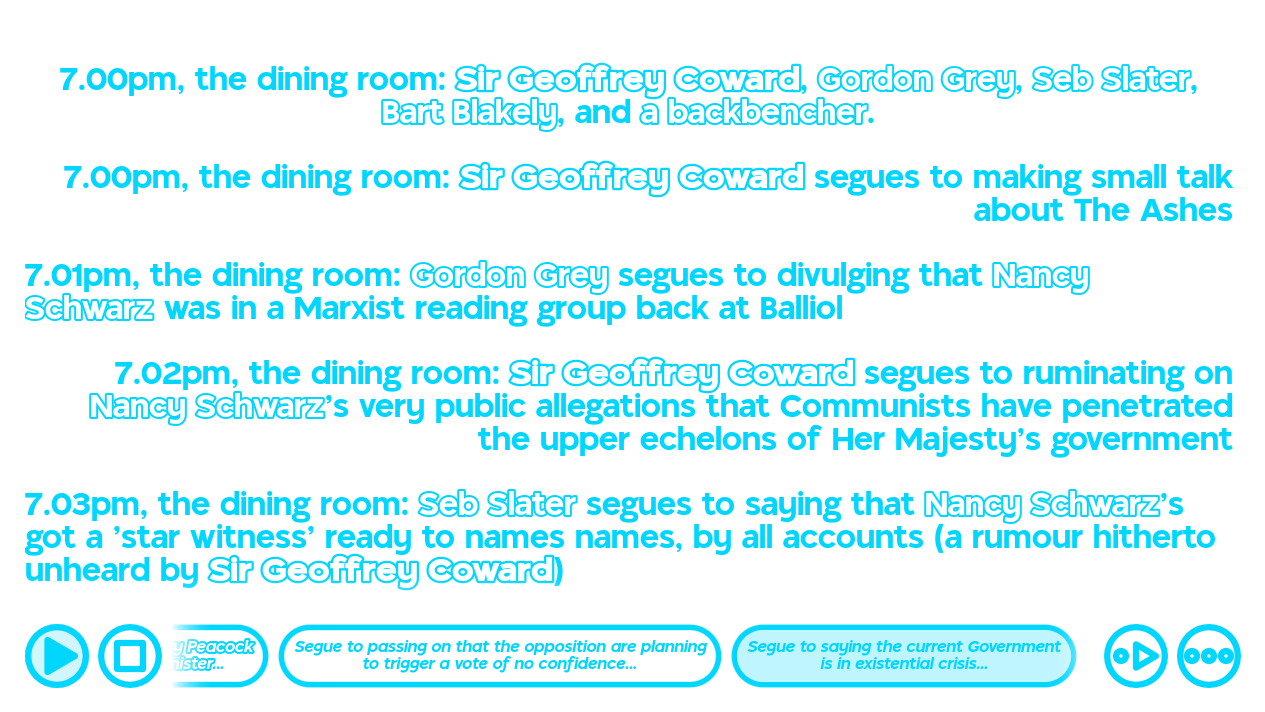 7.00pm, the dining room: Sir Geoffrey Coward, Gordon Grey, Seb Slater,
Bart Blakely, and a backbencher.
7.00pm, the dining room: Sir Geoffrey Coward segues to making small talk
about The Ashes
7.01pm, the dining room: Gordon Grey segues to divulging that Nancy
Schwarz was in a Marxist reading group back at Balliol
7.02pm, the dining room: Sir Geoffrey Coward segues to ruminating on
Nancy Schwarz's very public allegations that Communists have penetrated
the upper echelons of Her Majesty's government
7.03pm, the dining room: Seb Slater segues to saying that Nancy Schwarz's
got a 'star witness' ready to names names, by all accounts (a rumour hitherto
unheard by Sir Geoffrey Coward)
Peacock
Segue to passing on that the opposition are planning
to trigger a vote of no confidence...
Segue to saying the current Government
is in existential crisis...